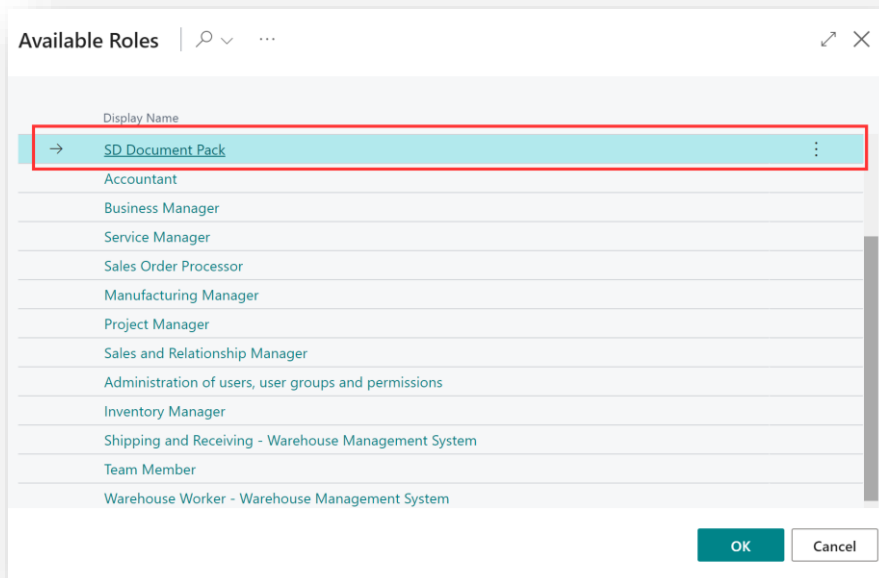 Available Roles
Display Name
SD Document Pack
Accountant
Business Manager
Service Manager
Sales Order Processor
Manufacturing Manager
Project Manager
Sales and Relationship Manager
Administration of users, user groups and permissions
Inventory Manager
Shipping and Receiving - Warehouse Management System
Team Member
Warehouse Worker - Warehouse Management System
OK Cancel